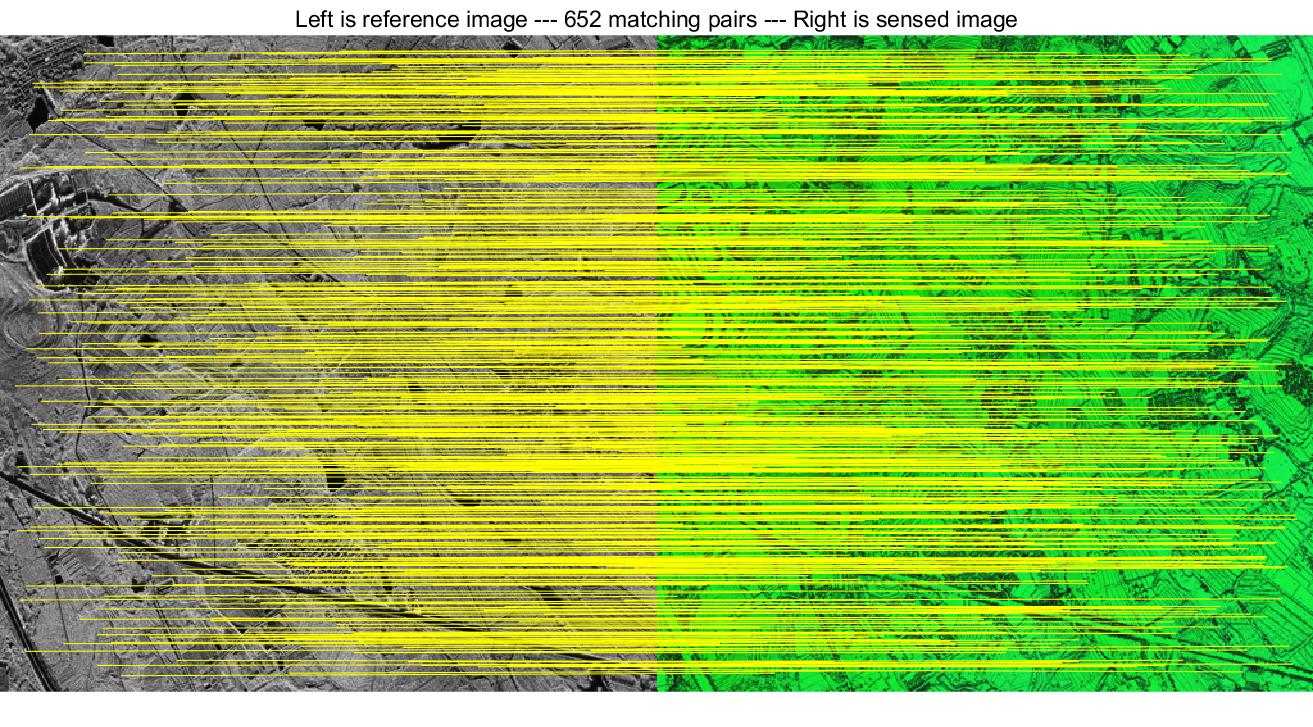 Left is reference image --- 652 matching pairs --- Right is sensed image